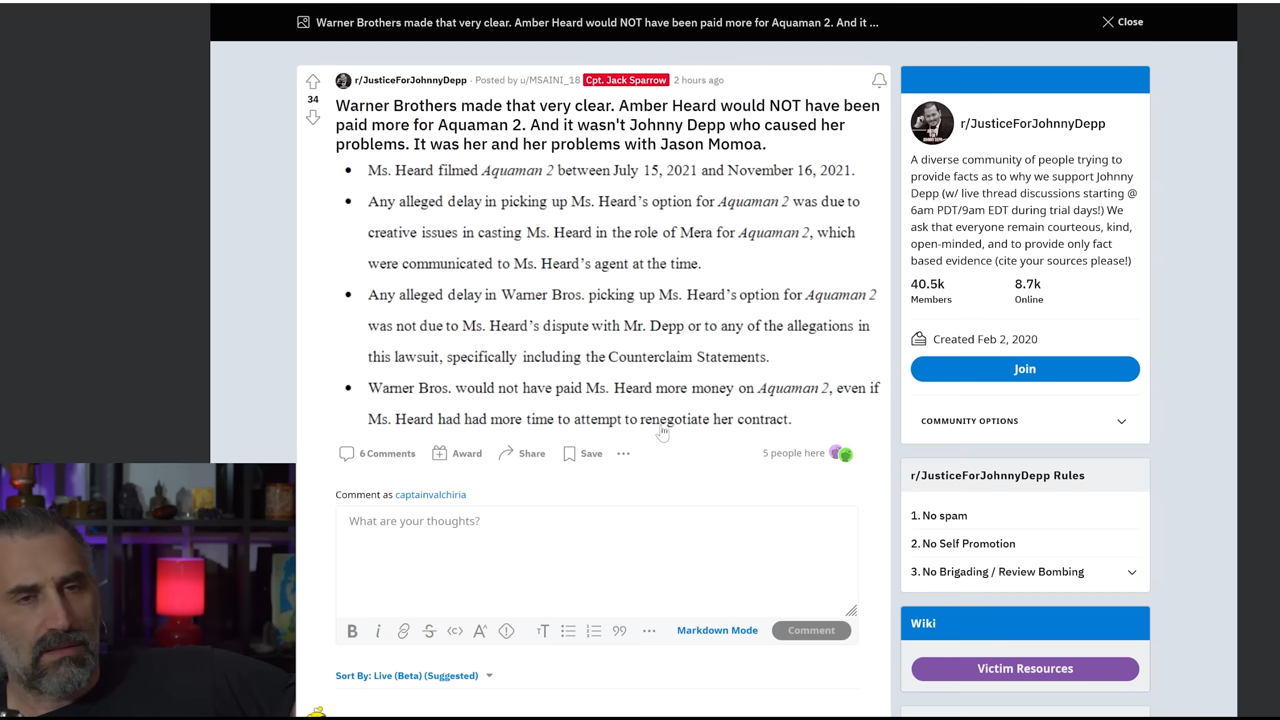 Warner Brothers made that very clear. Amber Heard would NOT have been paid more for Aquaman 2. And it ...
Close
r/JusticeForJohnnyDepp · Posted by u/MSAINI_18 Cpt. Jack Sparrow 2 hours ago
34
Warner Brothers made that very clear. Amber Heard would NOT have been
paid more for Aquaman 2. And it wasn't Johnny Depp who caused her
problems. It was her and her problems with Jason Momoa.
• Ms. Heard filmed Aquaman 2 between July 15, 2021 and November 16, 2021.
• Any alleged delay in picking up Ms. Heard's option for Aquaman 2 was due to
creative issues in casting Ms. Heard in the role of Mera for Aquaman 2, which
were communicated to Ms. Heard's agent at the time.
• Any alleged delay in Warner Bros. picking up Ms. Heard's option for Aquaman 2
was not due to Ms. Heard's dispute with Mr. Depp or to any of the allegations in
this lawsuit, specifically including the Counterclaim Statements.
• Warner Bros. would not have paid Ms. Heard more money on Aquaman 2, even if
Ms. Heard had had more time to attempt to renegotiate her contract.
6 Comments Award Share Save ••• 5 people here
Comment as captainvalchiria
What are your thoughts?
B i S <c> A T 99 ••• Markdown Mode Comment
Sort By: Live (Beta) (Suggested)
r/JusticeForJohnnyDepp
A diverse community of people trying to
provide facts as to why we support Johnny
Depp (w/ live thread discussions starting @
6am PDT/9am EDT during trial days!) We
ask that everyone remain courteous, kind,
open-minded, and to provide only fact
based evidence (cite your sources please!)
40.5k 8.7k
Members Online
Created Feb 2, 2020
Join
COMMUNITY OPTIONS
r/JusticeForJohnnyDepp Rules
1. No spam
2. No Self Promotion
3. No Brigading / Review Bombing
Wiki
Victim Resources